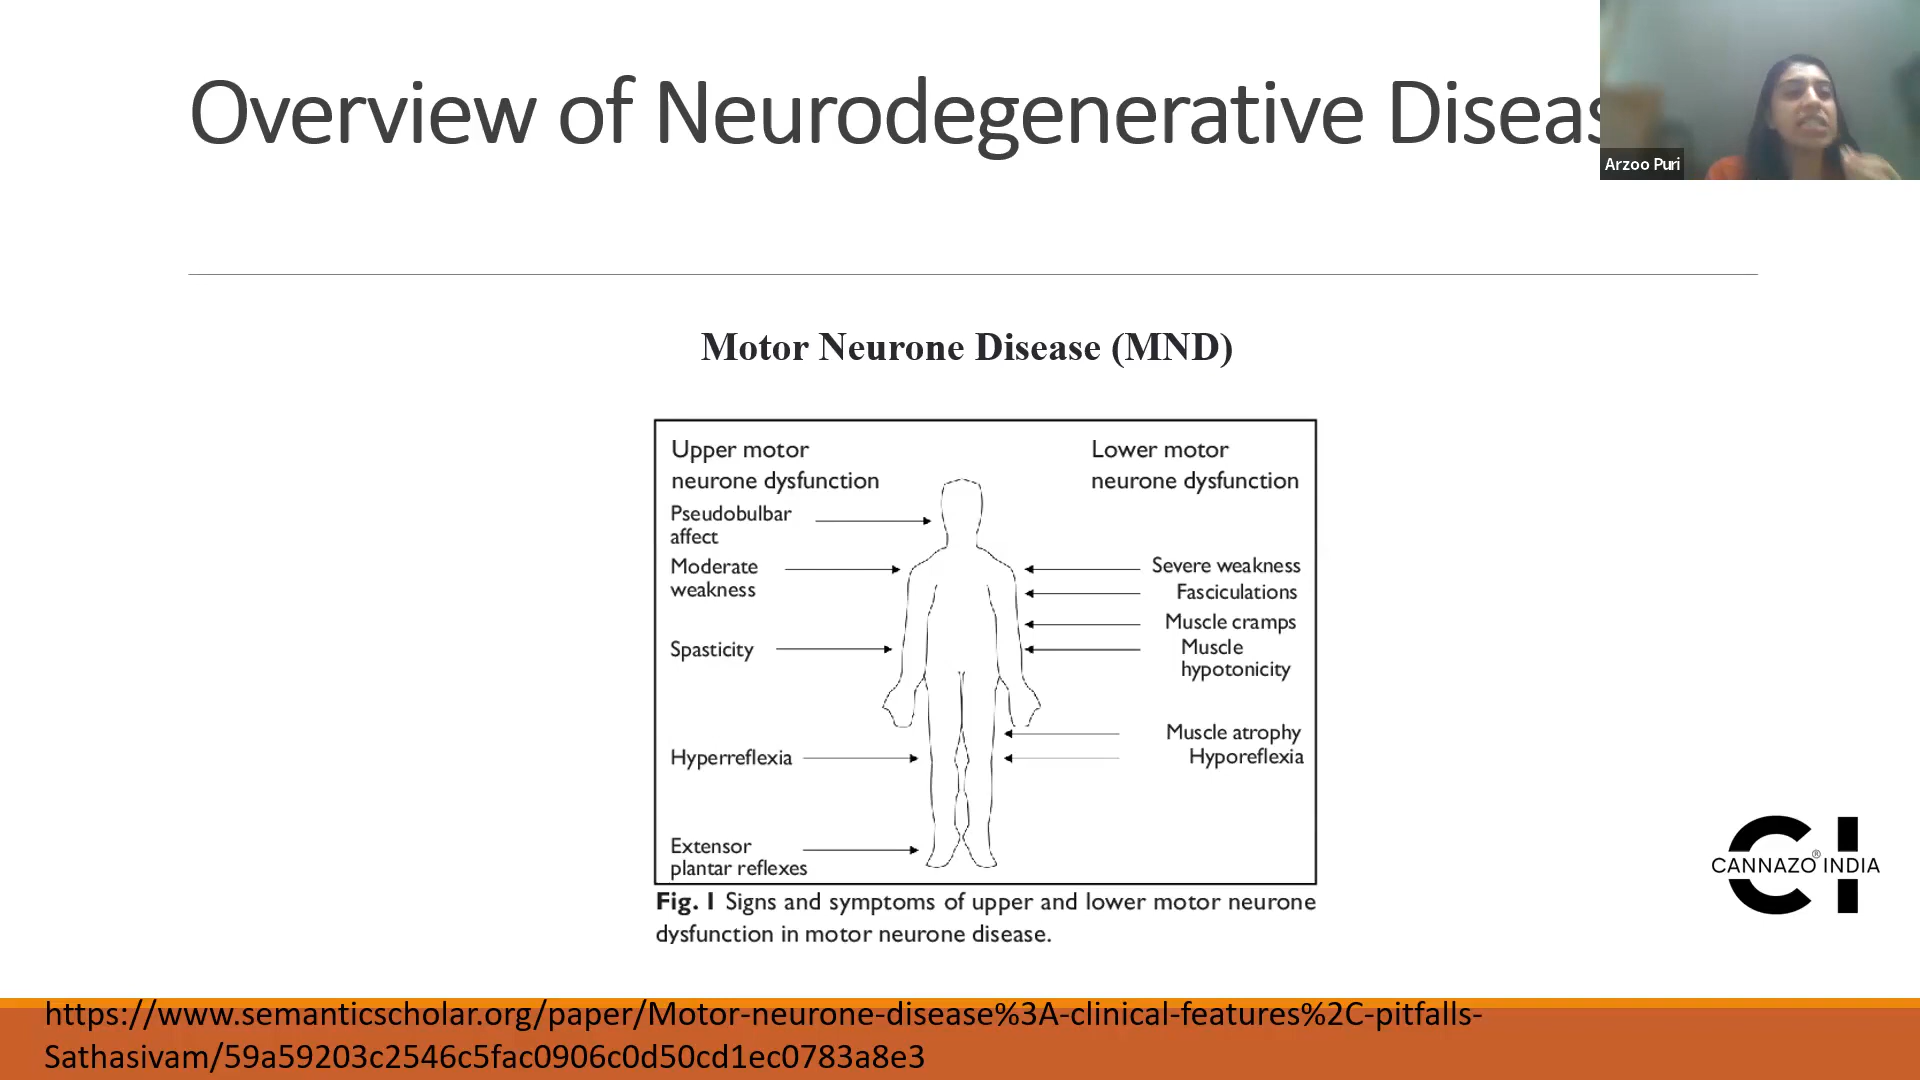 Overview of Neurodegenerative Diseas
Arzoo Puri
Motor Neurone Disease (MND)
Upper motor
neurone dysfunction
Pseudobulbar
affect
Moderate
weakness
Spasticity
Hyperreflexia
Extensor
plantar reflexes
Lower motor
neurone dysfunction
Severe weakness
Fasciculations
Muscle cramps
Muscle
hypotonicity
Muscle atrophy
Hyporeflexia
Fig. 1 Signs and symptoms of upper and lower motor neurone
dysfunction in motor neurone disease.
CI
CANNAZO® INDIA
https://www.semanticscholar.org/paper/Motor-neurone-disease%3A-clinical-features%2C-pitfalls-
Sathasivam/59a59203c2546c5fac0906c0d50cd1ec0783a8e3